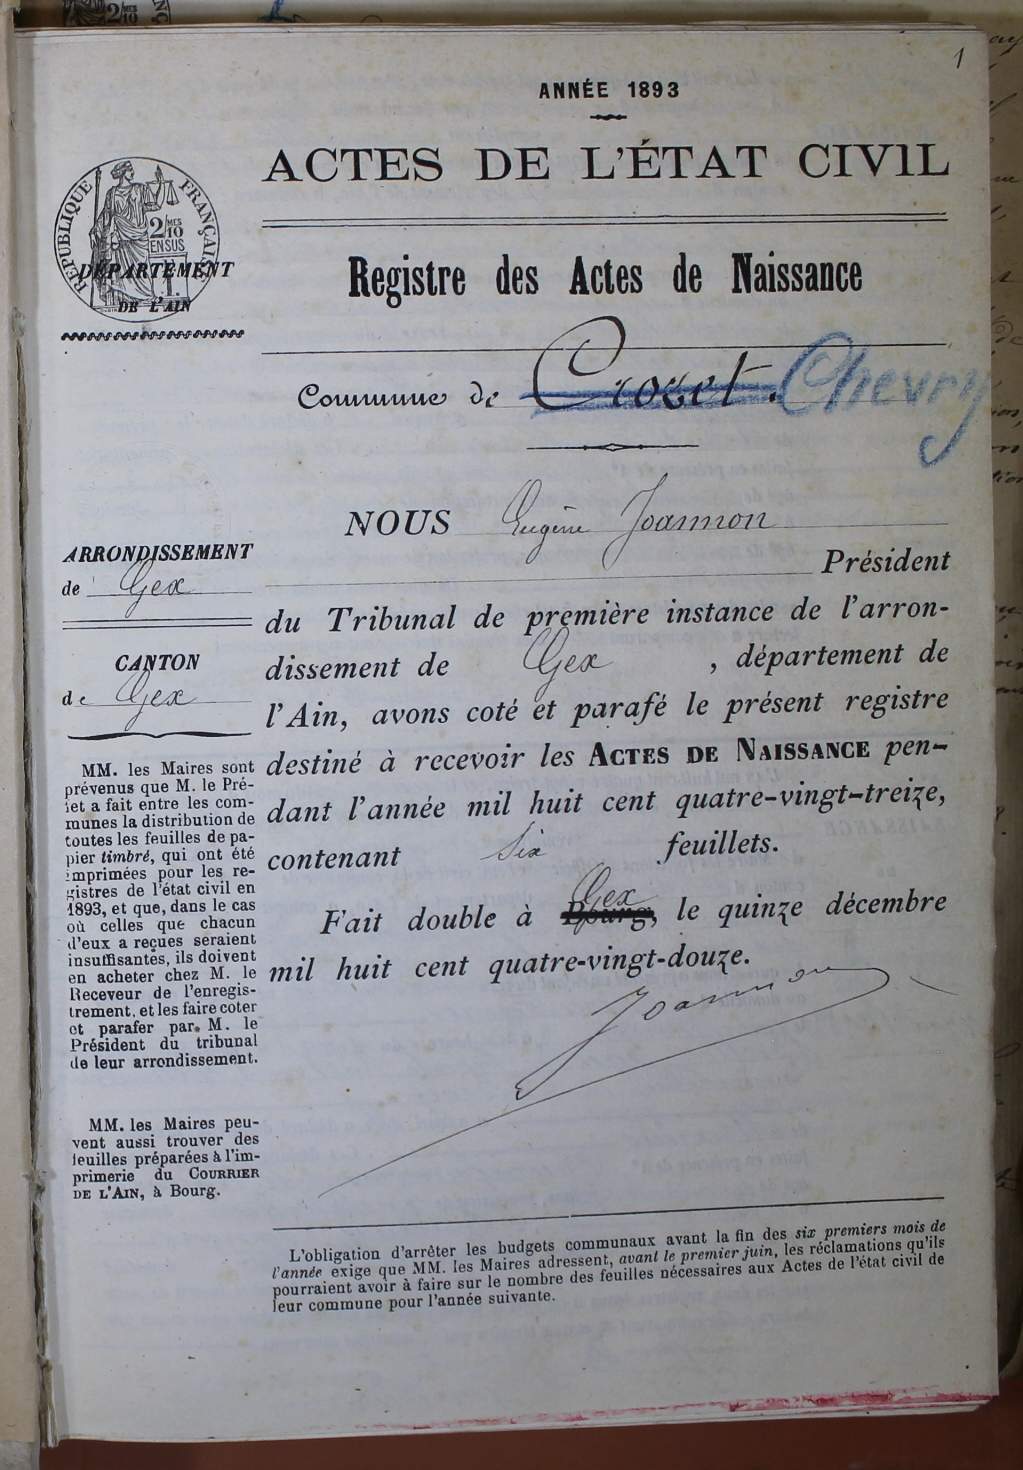 1
ANNÉE 1893
ACTES DE L'ÉTAT CIVIL
RÉPUBLIQUE FRANÇAISE
2/10 MES
EN SUS
DÉPARTEMENT
DE L'AIN
Registre des Actes de Naissance
Commune de Crozet. Chevry
NOUS Eugène Joannon
Président
du Tribunal de première instance de l'arron-
dissement de Gex, département de
l'Ain, avons coté et parafé le présent registre
destiné à recevoir les ACTES DE NAISSANCE pen-
dant l'année mil huit cent quatre-vingt-treize,
contenant six feuillets.
Gex
Fait double à Bourg, le quinze décembre
mil huit cent quatre-vingt-douze.
Joannon
ARRONDISSEMENT
de Gex
CANTON
de Gex
MM. les Maires sont
prévenus que M. le Pré-
fet a fait entre les com-
munes la distribution de
toutes les feuilles de pa-
pier timbré, qui ont été
imprimées pour les re-
gistres de l'état civil en
1893, et que, dans le cas
où celles que chacun
d'eux a reçues seraient
insuffisantes, ils doivent
en acheter chez M. le
Receveur de l'enregis-
trement, et les faire coter
et parafer par M. le
Président du tribunal
de leur arrondissement.
MM. les Maires peu-
vent aussi trouver des
feuilles préparées à l'im-
primerie du COURRIER
DE L'AIN, à Bourg.
L'obligation d'arrêter les budgets communaux avant la fin des six premiers mois de
l'année exige que MM. les Maires adressent, avant le premier juin, les réclamations qu'ils
pourraient avoir à faire sur le nombre des feuilles nécessaires aux Actes de l'état civil de
leur commune pour l'année suivante.